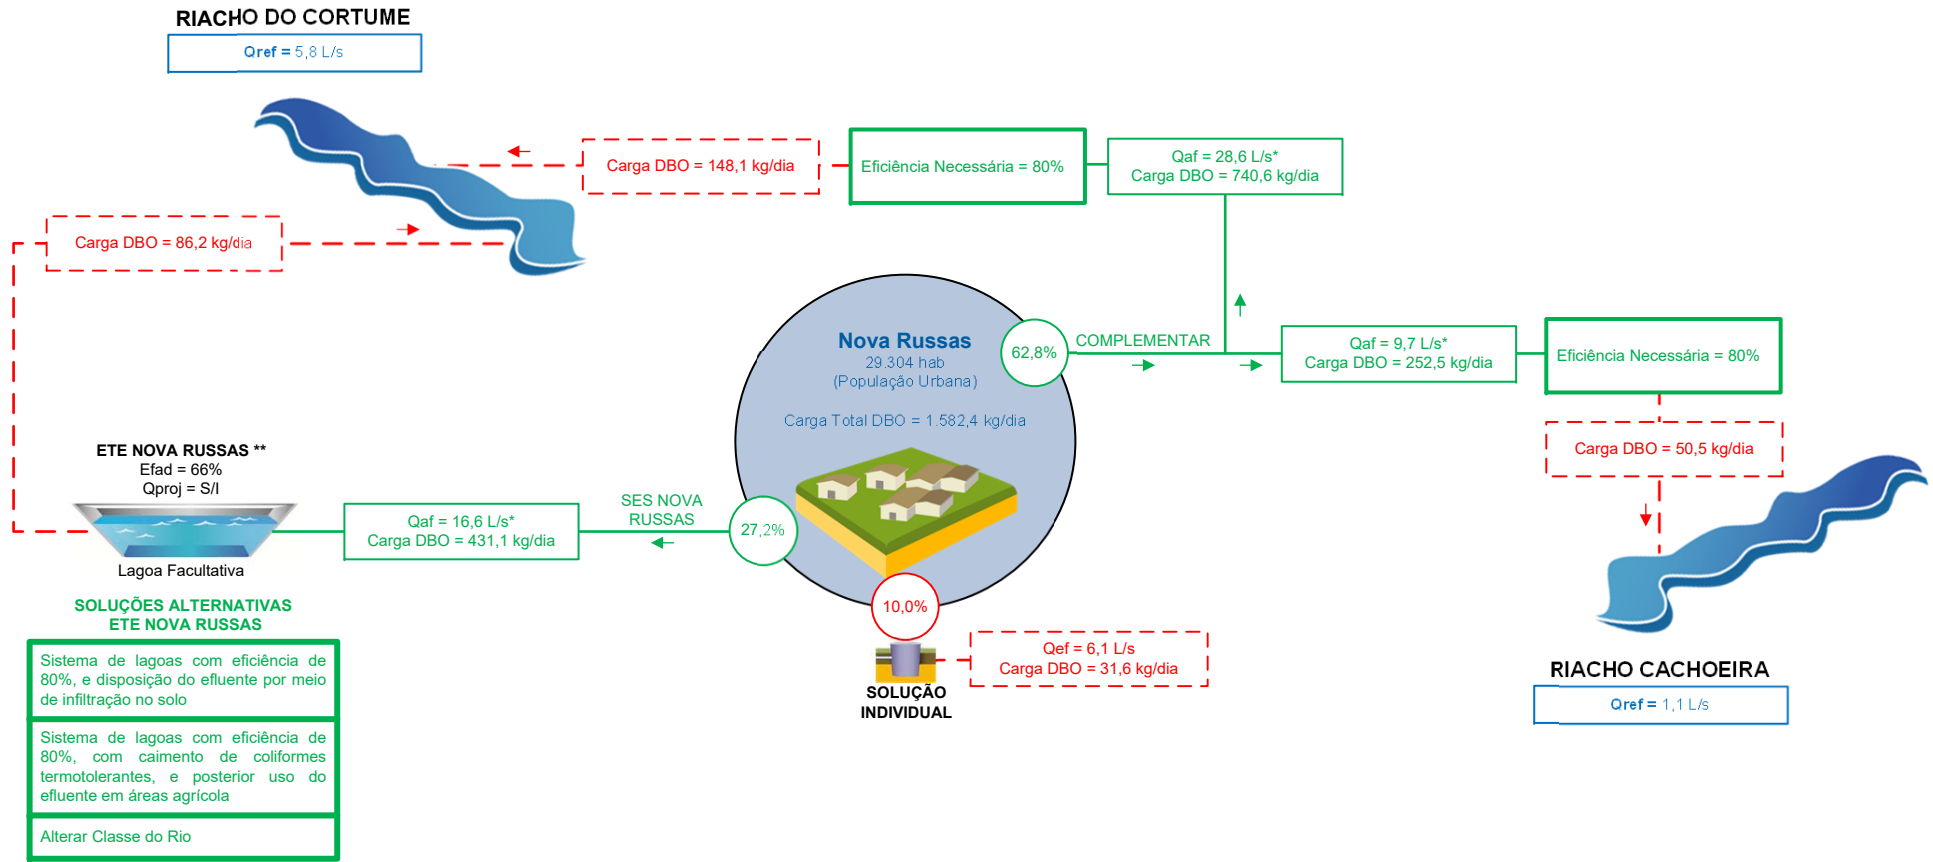 RIACHO DO CORTUME
Qref = 5,8 L/s
Carga DBO = 148,1 kg/dia
Eficiência Necessária = 80%
Qaf = 28,6 L/s*
Carga DBO = 740,6 kg/dia
Carga DBO = 86,2 kg/dia
Nova Russas
29.304 hab
(População Urbana)
Carga Total DBO = 1.582,4 kg/dia
62,8%
COMPLEMENTAR
Qaf = 9,7 L/s*
Carga DBO = 252,5 kg/dia
Eficiência Necessária = 80%
Carga DBO = 50,5 kg/dia
ETE NOVA RUSSAS **
Efad = 66%
Qproj = S/I
Lagoa Facultativa
Qaf = 16,6 L/s*
Carga DBO = 431,1 kg/dia
SES NOVA
RUSSAS
27,2%
10,0%
Qef = 6,1 L/s
Carga DBO = 31,6 kg/dia
SOLUÇÃO
INDIVIDUAL
RIACHO CACHOEIRA
Qref = 1,1 L/s
SOLUÇÕES ALTERNATIVAS
ETE NOVA RUSSAS
Sistema de lagoas com eficiência de
80%, e disposição do efluente por meio
de infiltração no solo
Sistema de lagoas com eficiência de
80%, com caimento de coliformes
termotolerantes, e posterior uso do
efluente em áreas agrícola
Alterar Classe do Rio